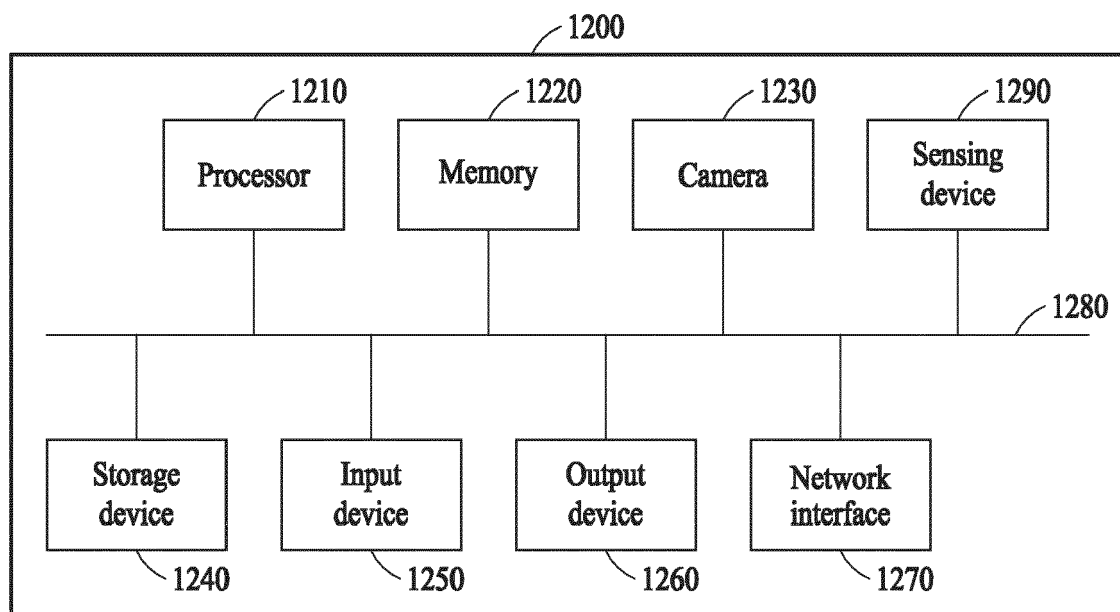 1200
1210
1220
1230
1290
Processor
Memory
Camera
Sensing
device
1280
Storage
device
Input
device
Output
device
Network
interface
1240
1250
1260
1270